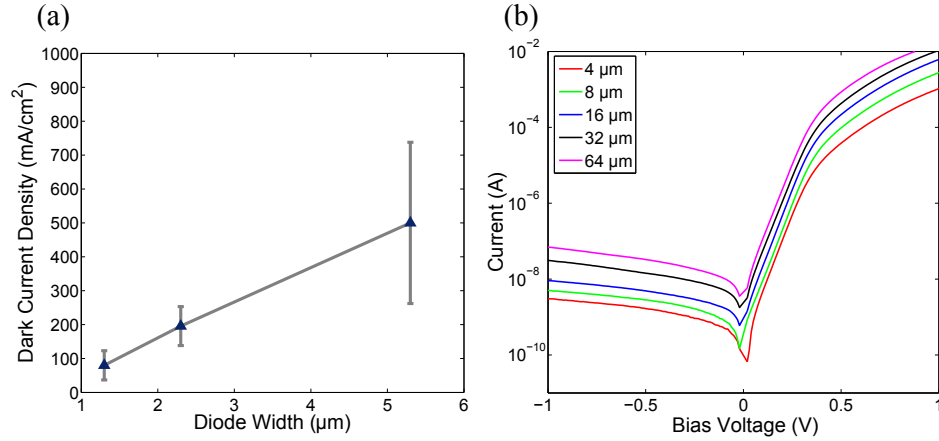 (a)
Dark Current Density (mA/cm²)
1000
900
800
700
600
500
400
300
200
100
0
1 2 3 4 5 6
Diode Width (µm)
(b)
Current (A)
10⁻²
10⁻⁴
10⁻⁶
10⁻⁸
10⁻¹⁰
4 µm
8 µm
16 µm
32 µm
64 µm
−1 −0.5 0 0.5 1
Bias Voltage (V)